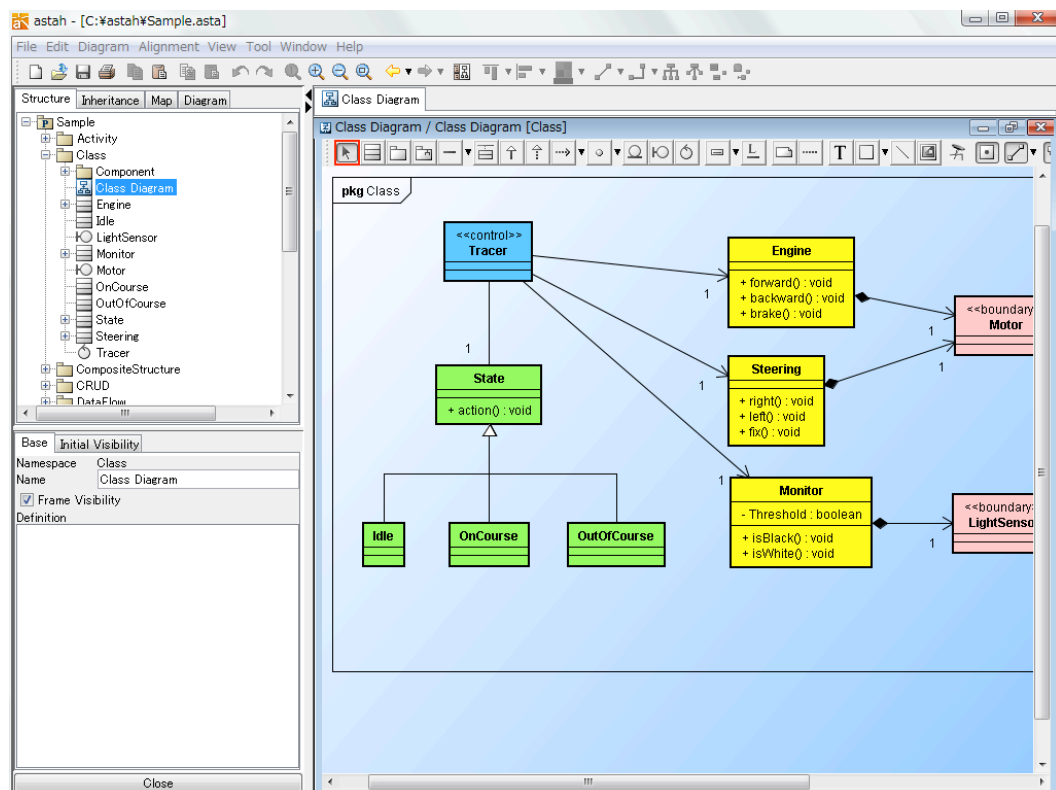 astah - [C:¥astah¥Sample.asta]
File Edit Diagram Alignment View Tool Window Help
Structure Inheritance Map Diagram
Sample
Activity
Class
Component
Class Diagram
Engine
Idle
LightSensor
Monitor
Motor
OnCourse
OutOfCourse
State
Steering
Tracer
CompositeStructure
CRUD
DataFlow
Base Initial Visibility
Namespace Class
Name Class Diagram
Frame Visibility
Definition
Close
Class Diagram
Class Diagram / Class Diagram [Class]
T
pkg Class
<<control>>
Tracer
1
State
+ action() : void
Idle
OnCourse
OutOfCourse
1
Engine
+ forward() : void
+ backward() : void
+ brake() : void
1
Steering
+ right() : void
+ left() : void
+ fix() : void
1
Monitor
- Threshold : boolean
+ isBlack() : void
+ isWhite() : void
<<boundary
Motor
1
1
<<boundary>
LightSenso
1